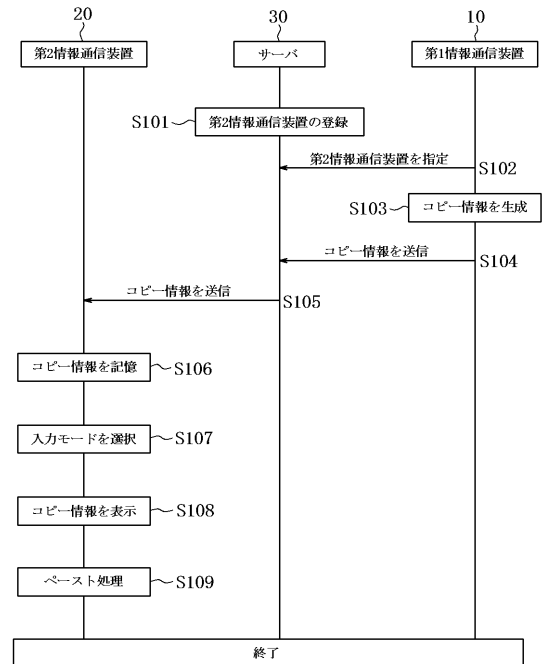 20
30
10
第2情報通信装置
サーバ
第1情報通信装置
S101
第2情報通信装置の登録
第2情報通信装置を指定
S102
S103
コピー情報を生成
コピー情報を送信
S104
コピー情報を送信
S105
コピー情報を記憶
S106
入力モードを選択
S107
コピー情報を表示
S108
ペースト処理
S109
終了